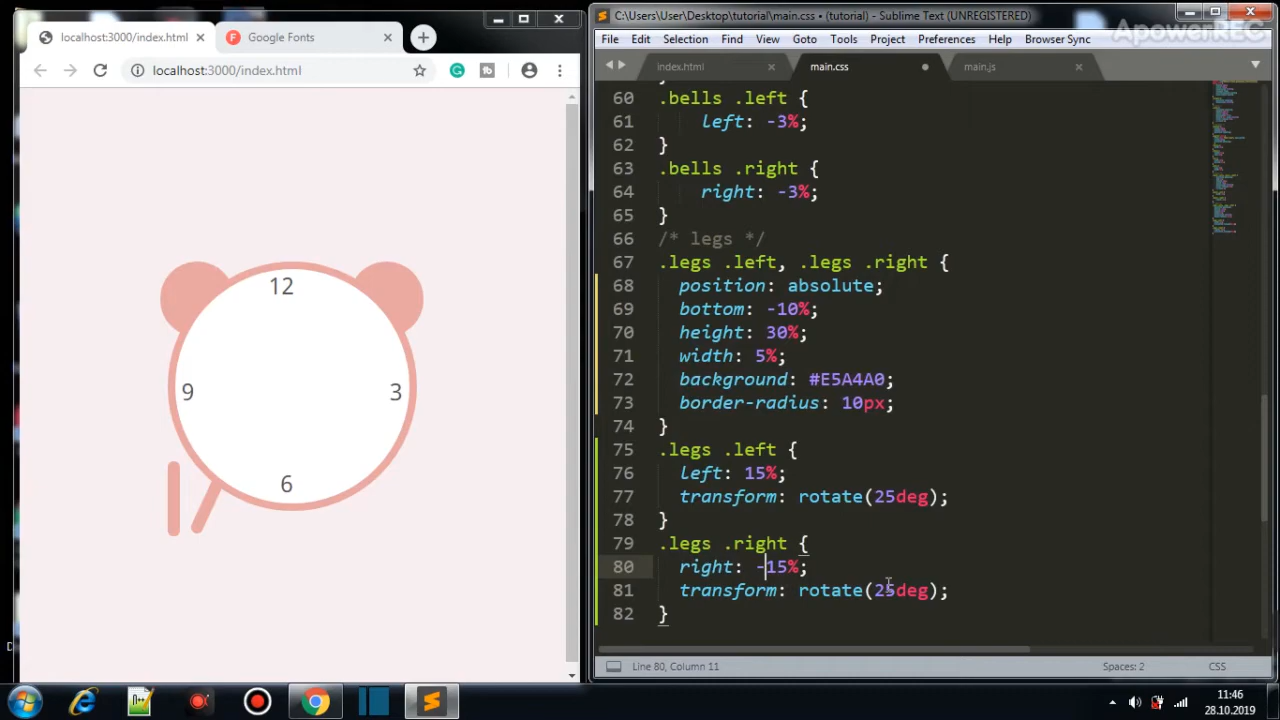 localhost:3000/index.html
Google Fonts
localhost:3000/index.html
12
9
3
6
C:\Users\User\Desktop\tutorial\main.css • (tutorial) - Sublime Text (UNREGISTERED)
ApowerREC
File Edit Selection Find View Goto Tools Project Preferences Help Browser Sync
index.html main.css main.js
60 .bells .left {
61 left: -3%;
62 }
63 .bells .right {
64 right: -3%;
65 }
66 /* legs */
67 .legs .left, .legs .right {
68 position: absolute;
69 bottom: -10%;
70 height: 30%;
71 width: 5%;
72 background: #E5A4A0;
73 border-radius: 10px;
74 }
75 .legs .left {
76 left: 15%;
77 transform: rotate(25deg);
78 }
79 .legs .right {
80 right: -15%;
81 transform: rotate(25deg);
82 }
Line 80, Column 11
Spaces: 2
CSS
11:46
28.10.2019